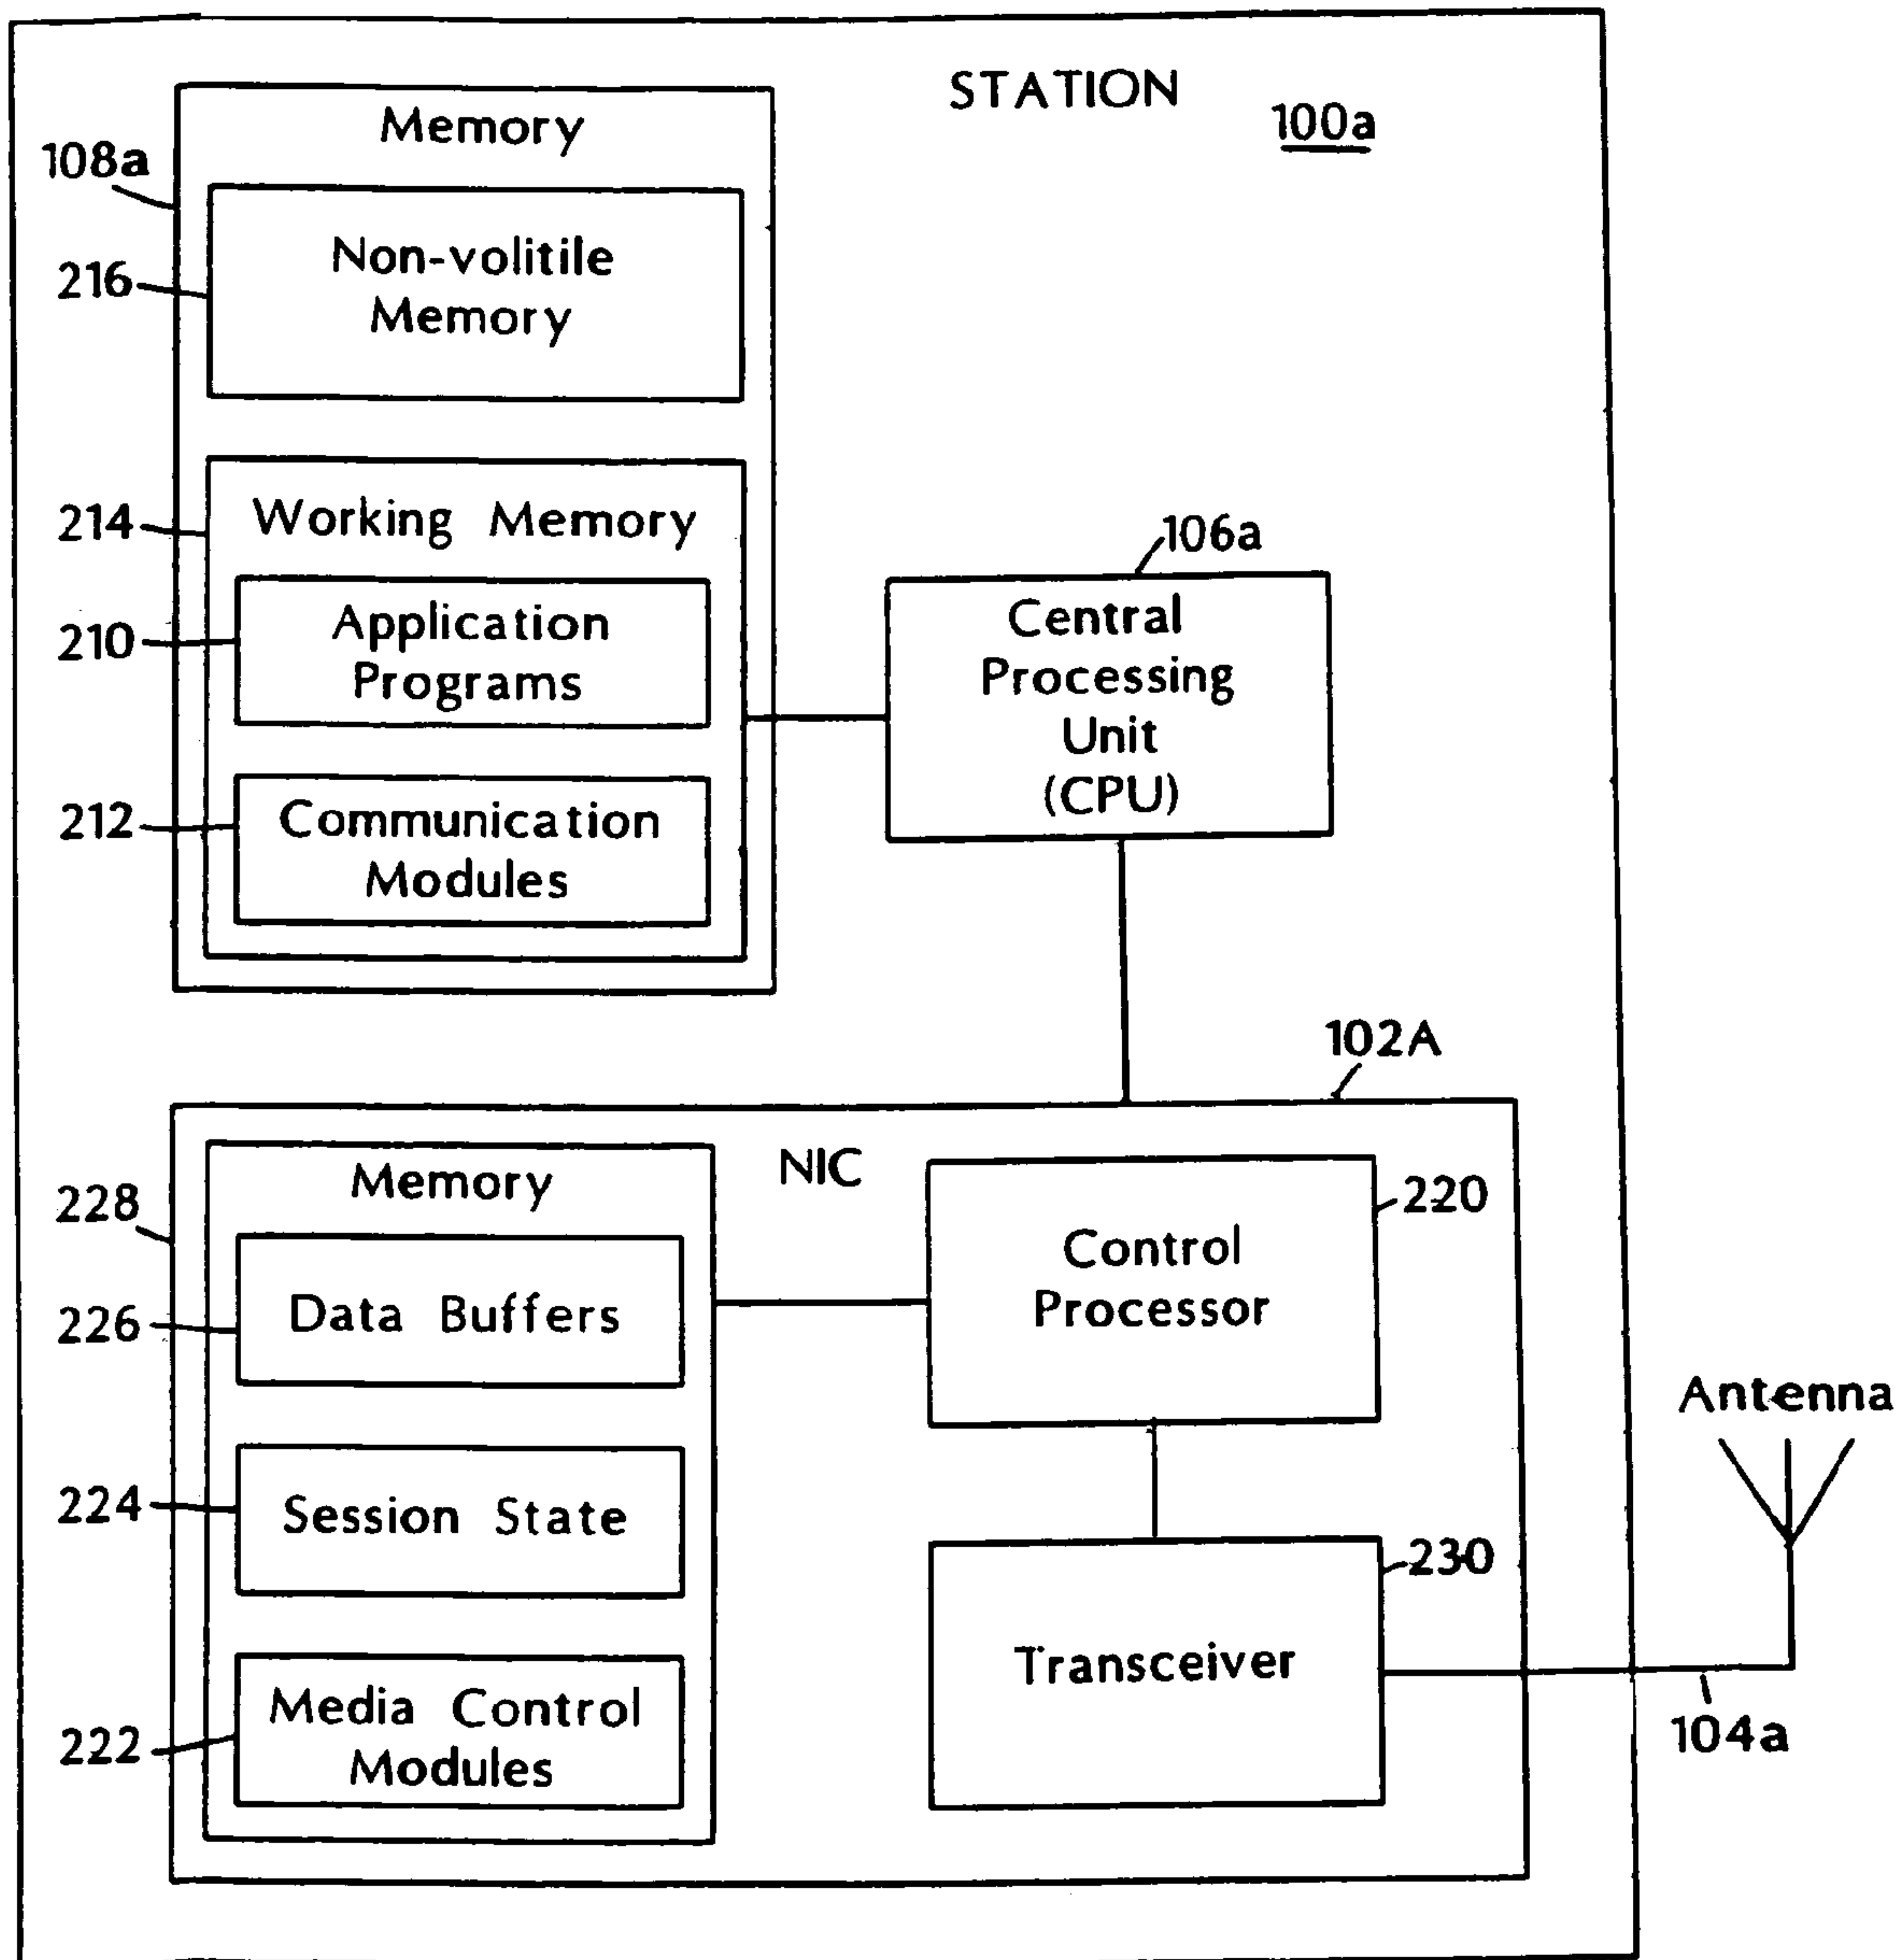 STATION
100a
Memory
108a
Non-volitile
Memory
216
Working Memory
214
Application
Programs
210
Communication
Modules
212
106a
Central
Processing
Unit
(CPU)
102A
NIC
Memory
228
Data Buffers
226
Session State
224
Media Control
Modules
222
Control
Processor
220
Transceiver
230
Antenna
104a